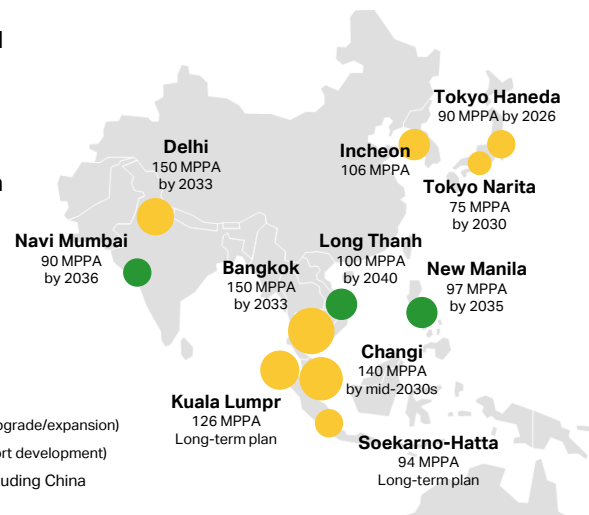 Tokyo Haneda
90 MPPA by 2026
Delhi
150 MPPA
by 2033
Incheon
106 MPPA
Tokyo Narita
75 MPPA
by 2030
Navi Mumbai
90 MPPA
by 2036
Long Thanh
100 MPPA
by 2040
Bangkok
150 MPPA
by 2033
New Manila
97 MPPA
by 2035
Changi
140 MPPA
by mid-2030s
Kuala Lumpr
126 MPPA
Long-term plan
Soekarno-Hatta
94 MPPA
Long-term plan
pgrade/expansion)
ort development)
uding China